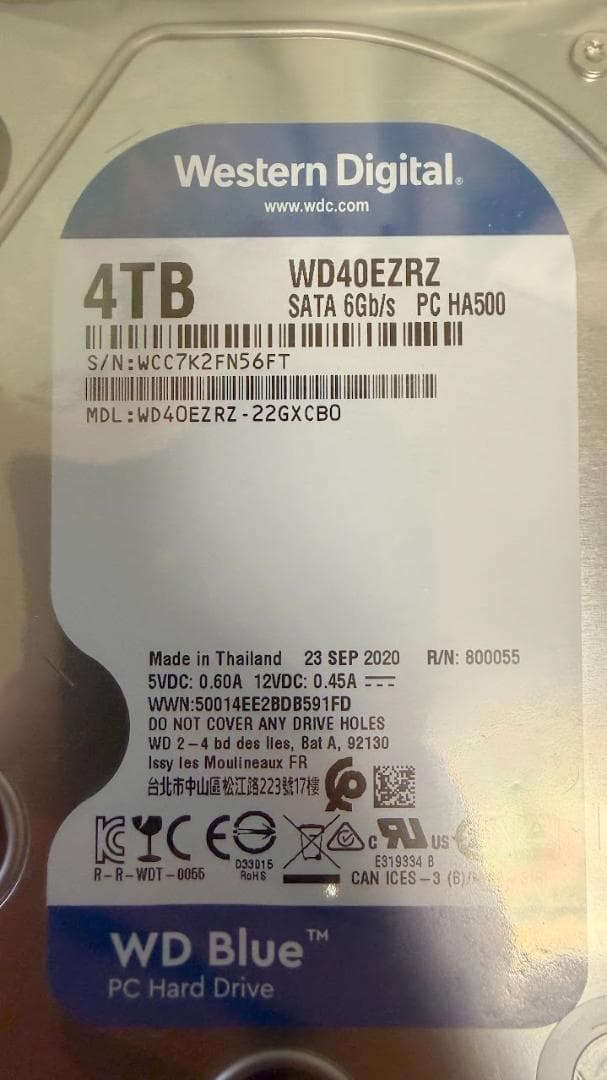 Western Digital®
www.wdc.com
4TB
WD40EZRZ
SATA 6Gb/s PC HA500
S/N:WCC7K2FN56FT
MDL:WD40EZRZ-22GXCB0
Made in Thailand 23 SEP 2020 R/N: 800055
5VDC: 0.60A 12VDC: 0.45A
WWN:50014EE2BDB591FD
DO NOT COVER ANY DRIVE HOLES
WD 2-4 bd des Iles, Bat A, 92130
Issy les Moulineaux FR
台北市中山區松江路223號17樓
D33015
RoHS
R-R-WDT-0055
c RU US
E319334 B
CAN ICES-3 (B)/
WD Blue™
PC Hard Drive